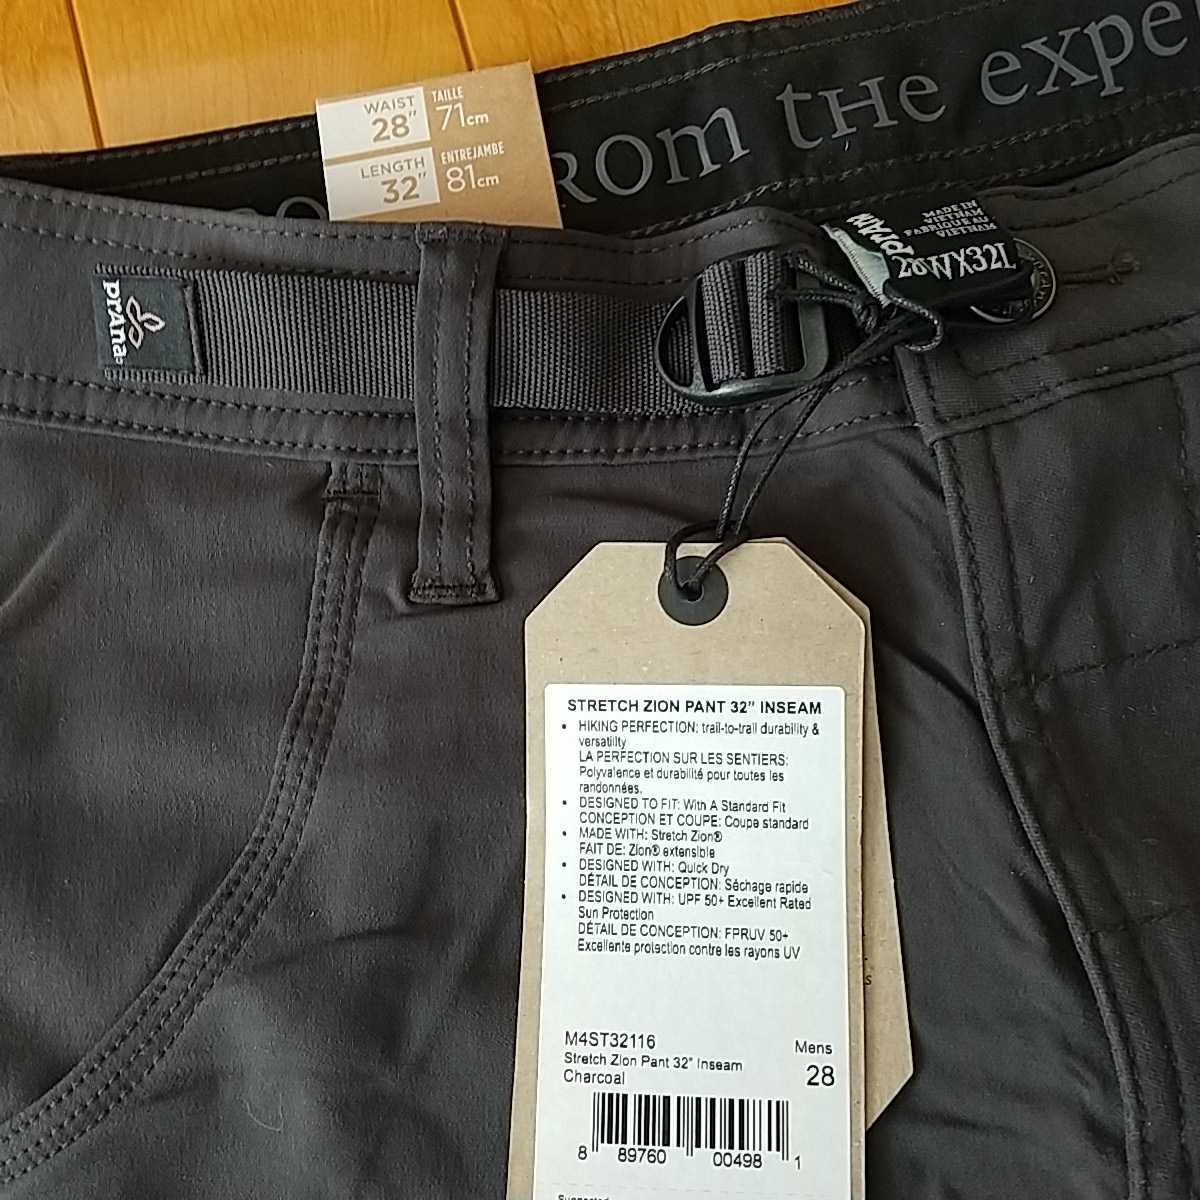 ROM tHe expe
WAIST
28"
TAILLE
71cm
LENGTH
32"
ENTREJAMBE
81cm
prAna
prAna
MADE IN
VIETNAM
FABRIQUÉ AU
VIETNAM
28WX32L
STRETCH ZION PANT 32" INSEAM
• HIKING PERFECTION: trail-to-trail durability &
versatility
LA PERFECTION SUR LES SENTIERS:
Polyvalence et durabilité pour toutes les
randonnées.
• DESIGNED TO FIT: With A Standard Fit
CONCEPTION ET COUPE: Coupe standard
• MADE WITH: Stretch Zion®
FAIT DE: Zion® extensible
• DESIGNED WITH: Quick Dry
DÉTAIL DE CONCEPTION: Séchage rapide
• DESIGNED WITH: UPF 50+ Excellent Rated
Sun Protection
DÉTAIL DE CONCEPTION: FPRUV 50+
Excellente protection contre les rayons UV
M4ST32116
Stretch Zion Pant 32" Inseam
Charcoal
Mens
28
8 89760 00498 1